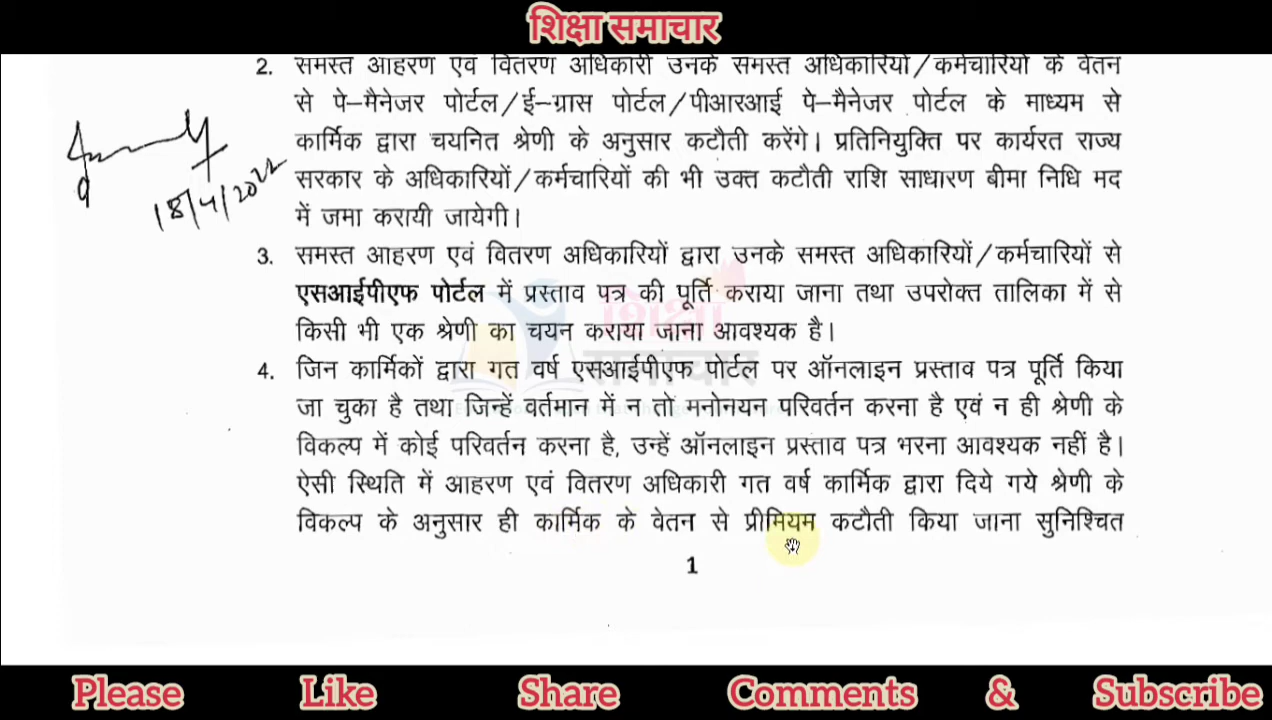 शिक्षा समाचार
2. समस्त आहरण एवं वितरण अधिकारी उनके समस्त अधिकारियों/कर्मचारियों के वेतन
से पे–मैनेजर पोर्टल/ई–ग्रास पोर्टल/पीआरआई पे–मैनेजर पोर्टल के माध्यम से
कार्मिक द्वारा चयनित श्रेणी के अनुसार कटौती करेंगे। प्रतिनियुक्ति पर कार्यरत राज्य
सरकार के अधिकारियों/कर्मचारियों की भी उक्त कटौती राशि साधारण बीमा निधि मद
में जमा करायी जायेगी।
18/4/2022
3. समस्त आहरण एवं वितरण अधिकारियों द्वारा उनके समस्त अधिकारियों/कर्मचारियों से
एसआईपीएफ पोर्टल में प्रस्ताव पत्र की पूर्ति कराया जाना तथा उपरोक्त तालिका में से
किसी भी एक श्रेणी का चयन कराया जाना आवश्यक है।
शिक्षा
समाचार
4. जिन कार्मिकों द्वारा गत वर्ष एसआईपीएफ पोर्टल पर ऑनलाइन प्रस्ताव पत्र पूर्ति किया
जा चुका है तथा जिन्हें वर्तमान में न तो मनोनयन परिवर्तन करना है एवं न ही श्रेणी के
विकल्प में कोई परिवर्तन करना है, उन्हें ऑनलाइन प्रस्ताव पत्र भरना आवश्यक नहीं है।
ऐसी स्थिति में आहरण एवं वितरण अधिकारी गत वर्ष कार्मिक द्वारा दिये गये श्रेणी के
विकल्प के अनुसार ही कार्मिक के वेतन से प्रीमियम कटौती किया जाना सुनिश्चित
1
Please Like Share Comments & Subscribe